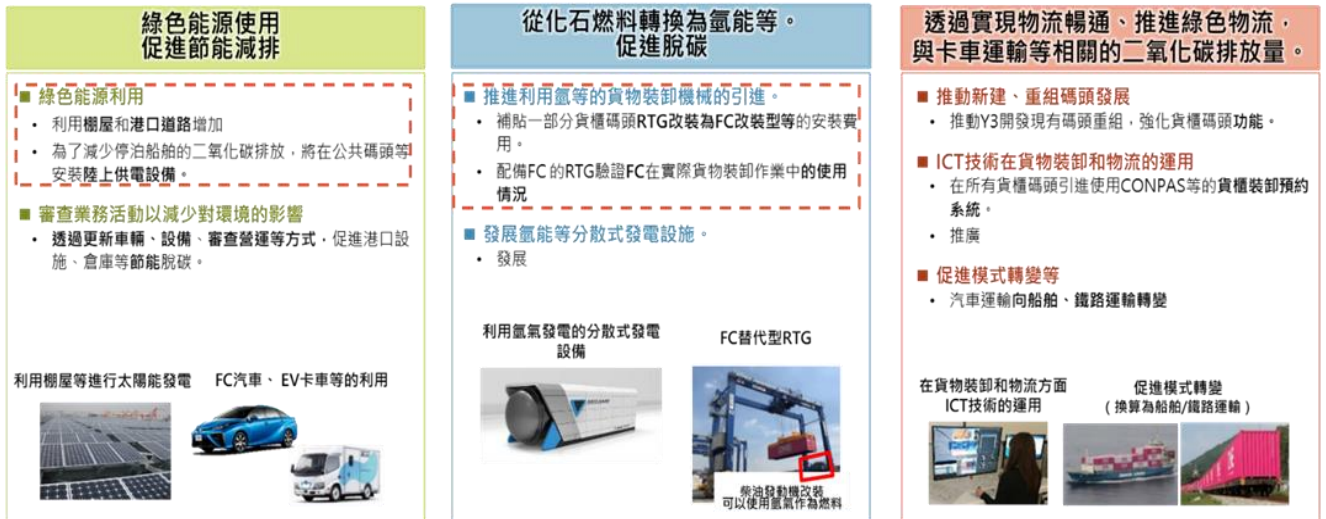 綠色能源使用
促進節能減排
■ 綠色能源利用
• 利用棚屋和港口道路增加
• 為了減少停泊船舶的二氧化碳排放，將在公共碼頭等
安裝陸上供電設備。
■ 審查業務活動以減少對環境的影響
• 透過更新車輛、設備、審查營運等方式，促進港口設
施、倉庫等節能脫碳。
利用棚屋等進行太陽能發電
FC汽車、EV卡車等的利用
從化石燃料轉換為氫能等。
促進脫碳
■ 推進利用氫等的貨物裝卸機械的引進。
• 補貼一部分貨櫃碼頭RTG改裝為FC改裝型等的安裝費
用。
• 配備FC的RTG驗證FC在實際貨物裝卸作業中的使用
情況
■ 發展氫能等分散式發電設施。
• 發展
利用氫氣發電的分散式發電
設備
FC替代型RTG
柴油發動機改裝
可以使用氫氣作為燃料
透過實現物流暢通、推進綠色物流，
與卡車運輸等相關的二氧化碳排放量。
■ 推動新建、重組碼頭發展
• 推動Y3開發現有碼頭重組，強化貨櫃碼頭功能。
■ ICT技術在貨物裝卸和物流的運用
• 在所有貨櫃碼頭引進使用CONPAS等的貨櫃裝卸預約
系統。
• 推廣
■ 促進模式轉變等
• 汽車運輸向船舶、鐵路運輸轉變
在貨物裝卸和物流方面
ICT技術的運用
促進模式轉變
（換算為船舶/鐵路運輸）